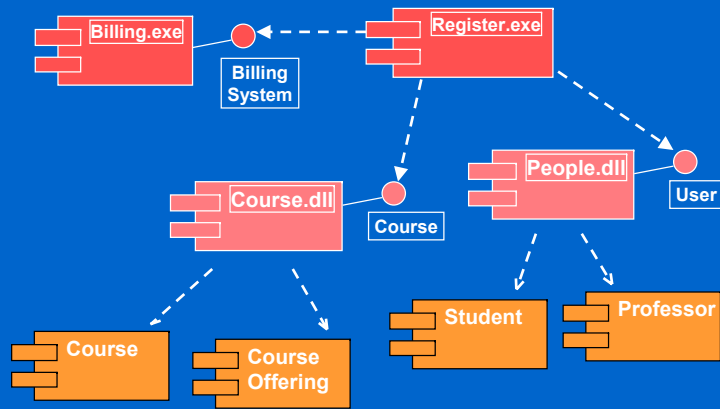 Billing.exe
Register.exe
Billing
System
Course.dll
People.dll
Course
User
Course
Course
Offering
Student
Professor